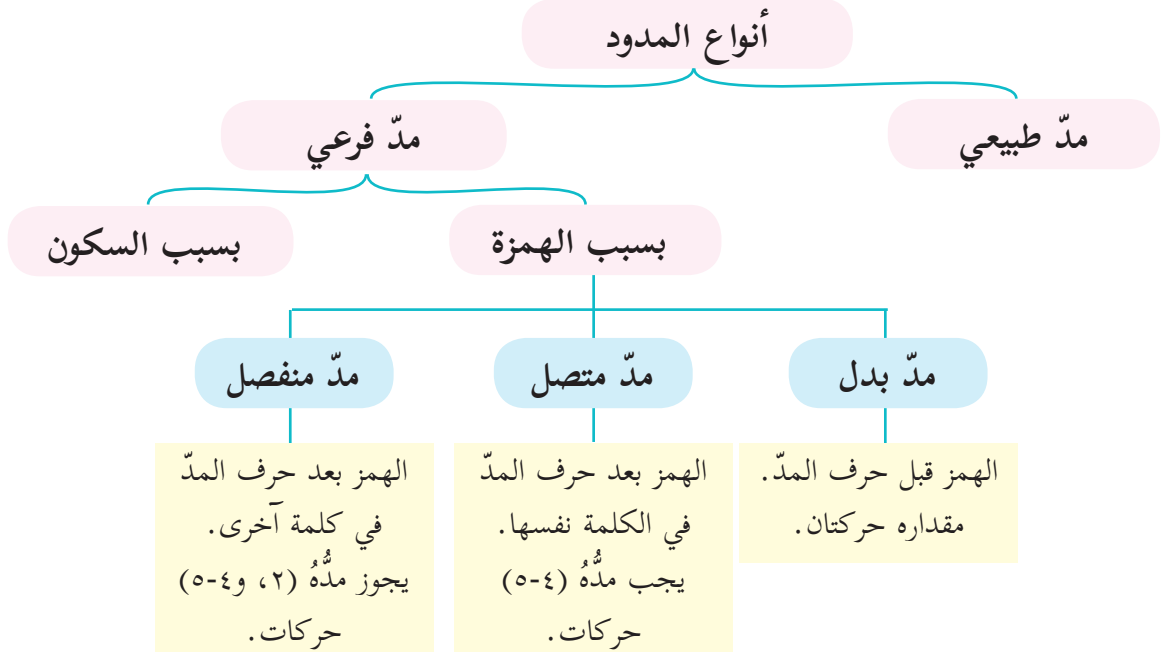 أنواع المدود
مدّ طبيعي
مدّ فرعي
بسبب الهمزة
بسبب السكون
مدّ بدل
مدّ متصل
مدّ منفصل
الهمز قبل حرف المدّ.
مقداره حركتان.
الهمز بعد حرف المدّ
في الكلمة نفسها.
يجب مدُّهُ (٤-٥)
حركات.
الهمز بعد حرف المدّ
في كلمة آخرى.
يجوز مدُّهُ (٢، و٤-٥)
حركات.